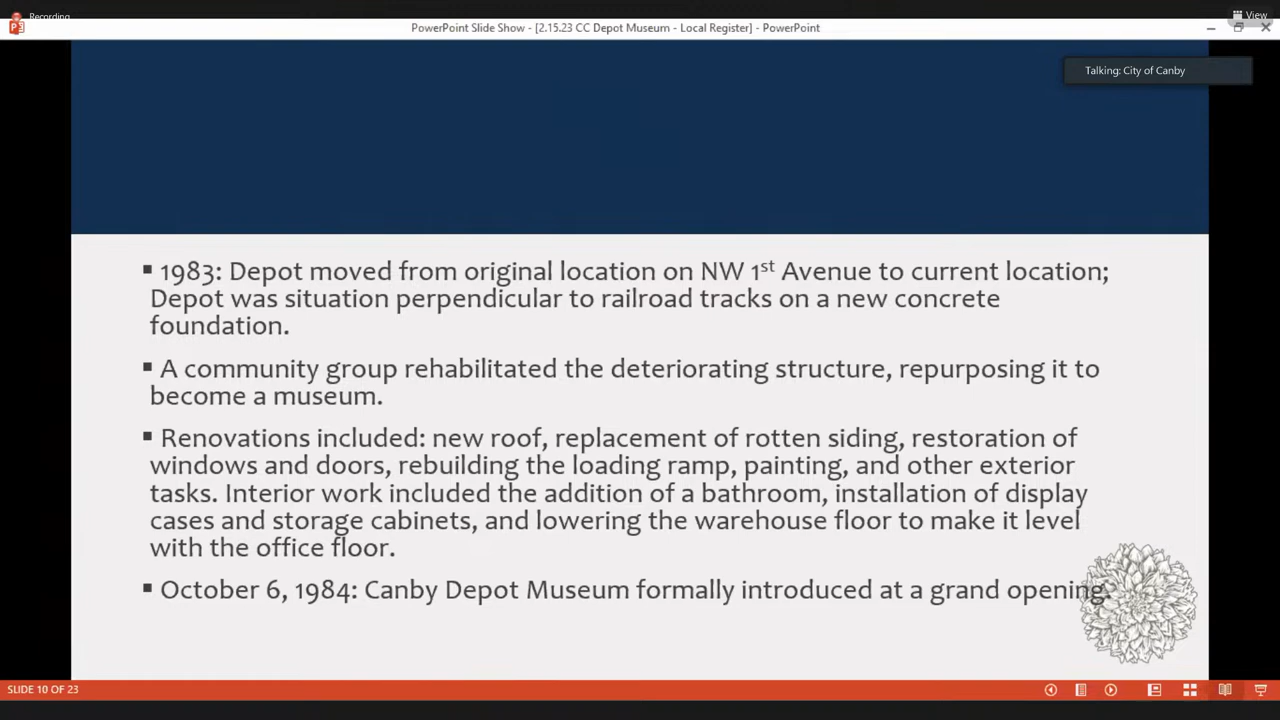 Recording
PowerPoint Slide Show - [2.15.23 CC Depot Museum - Local Register] - PowerPoint
View
Talking: City of Canby
▪ 1983: Depot moved from original location on NW 1st Avenue to current location;
Depot was situation perpendicular to railroad tracks on a new concrete
foundation.
▪ A community group rehabilitated the deteriorating structure, repurposing it to
become a museum.
▪ Renovations included: new roof, replacement of rotten siding, restoration of
windows and doors, rebuilding the loading ramp, painting, and other exterior
tasks. Interior work included the addition of a bathroom, installation of display
cases and storage cabinets, and lowering the warehouse floor to make it level
with the office floor.
▪ October 6, 1984: Canby Depot Museum formally introduced at a grand opening.
SLIDE 10 OF 23